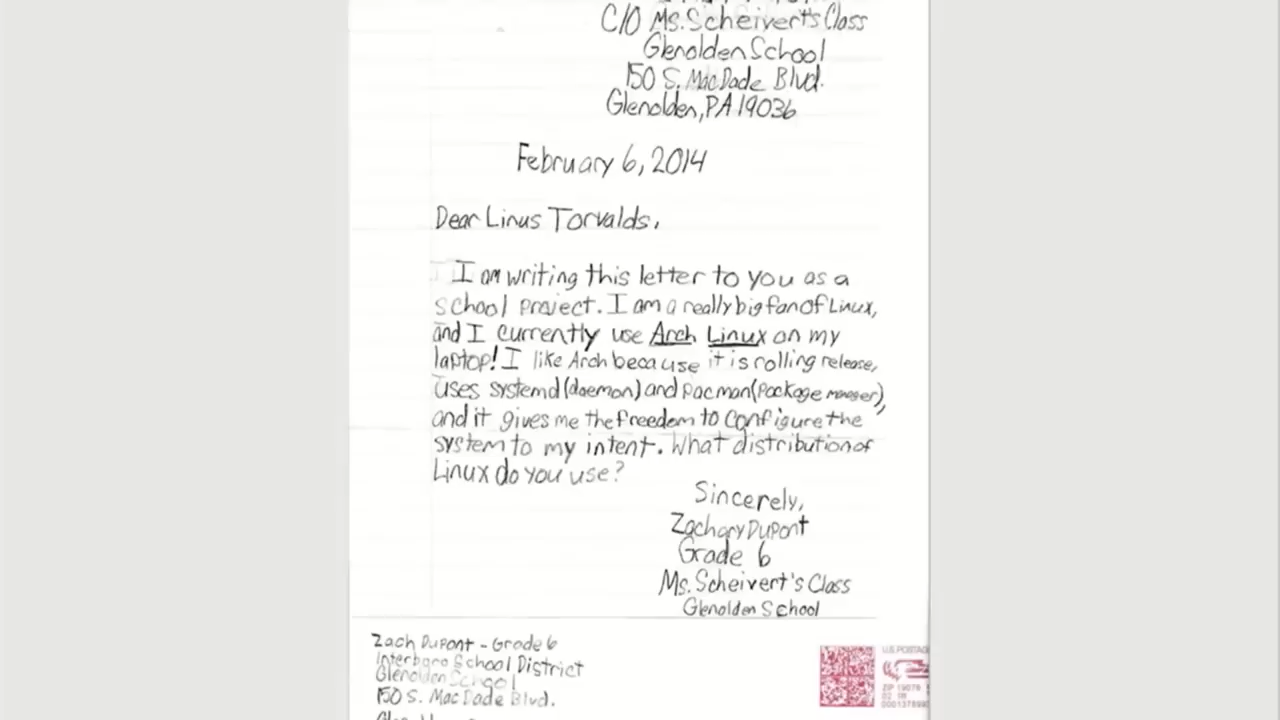 C/O Ms. Scheivert's Class
Glenolden School
150 S. MacDade Blvd.
Glenolden, PA 19036
February 6, 2014
Dear Linus Torvalds,
I am writing this letter to you as a
school project. I am a really big fan of Linux,
and I currently use Arch Linux on my
laptop! I like Arch because it is rolling release,
uses systemd (daemon) and pacman (package manager),
and it gives me the freedom to configure the
system to my intent. What distribution of
Linux do you use?
Sincerely,
Zachary DuPont
Grade 6
Ms. Scheivert's Class
Glenolden School
Zach DuPont - Grade 6
Interboro School District
Glenolden School
150 S. MacDade Blvd.
U.S. POSTAGE
ZIP 19078
02 1R